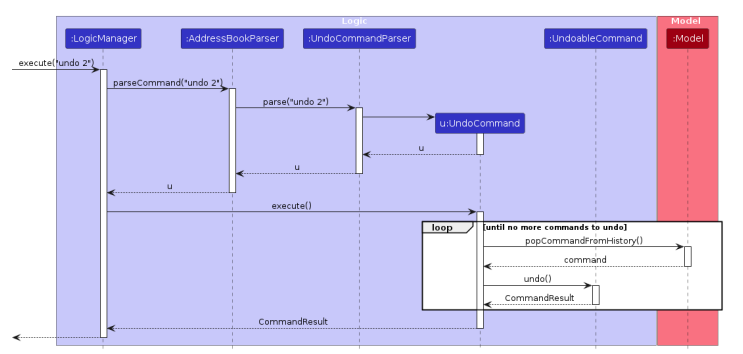 Logic
Model
:LogicManager
:AddressBookParser
:UndoCommandParser
:UndoableCommand
:Model
execute("undo 2")
parseCommand("undo 2")
parse("undo 2")
u:UndoCommand
u
u
u
execute()
loop
[until no more commands to undo]
popCommandFromHistory()
command
undo()
CommandResult
CommandResult